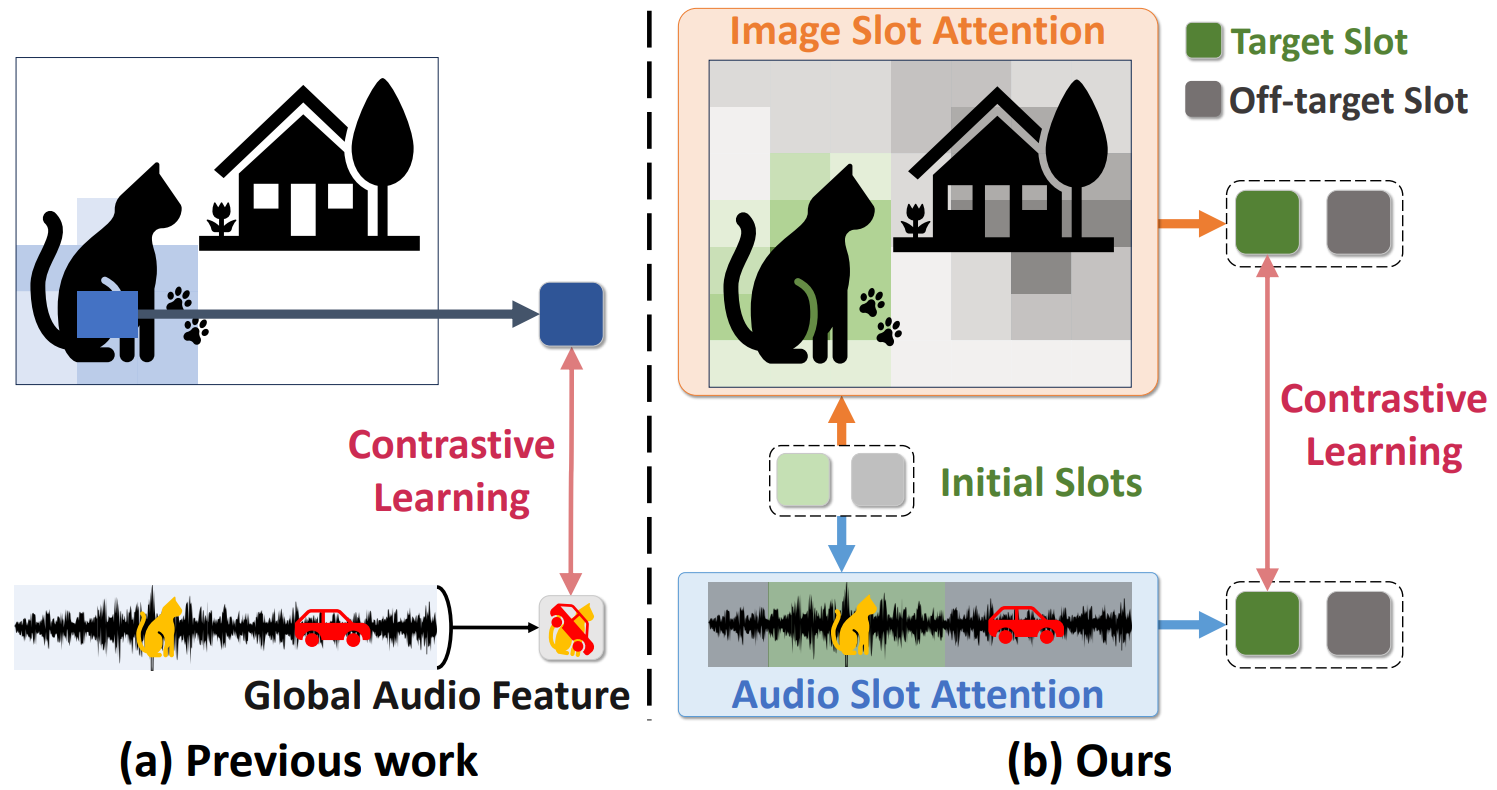 Contrastive
Learning
Global Audio Feature
(a) Previous work
Image Slot Attention
Target Slot
Off-target Slot
Initial Slots
Contrastive
Learning
Audio Slot Attention
(b) Ours